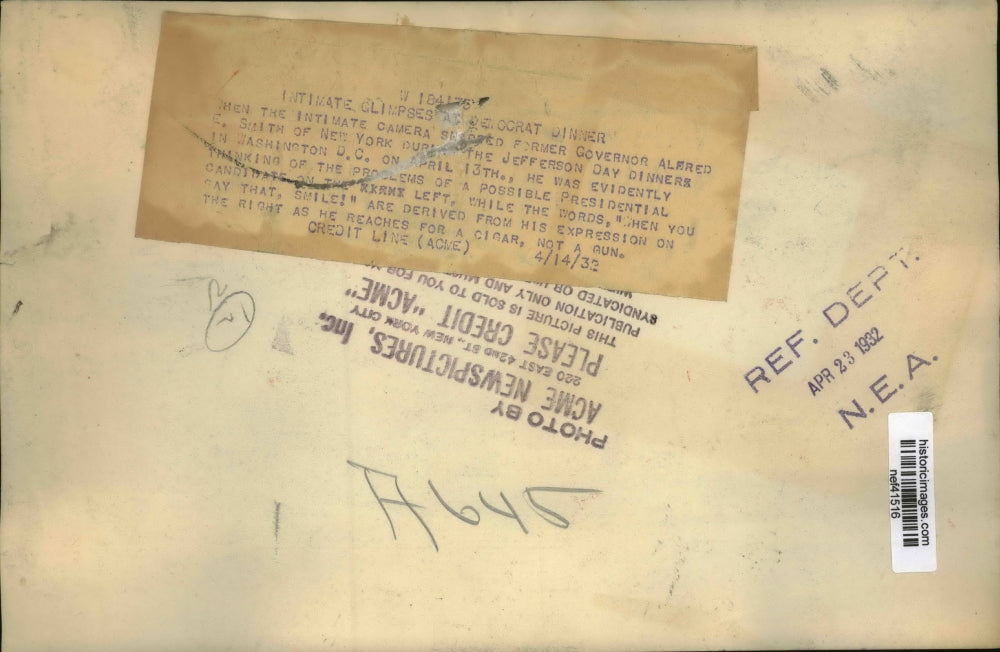 W 184176
INTIMATE GLIMPSES AT DEMOCRAT DINNER
WHEN THE INTIMATE CAMERA SNAPPED FORMER GOVERNOR ALFRED
E. SMITH OF NEW YORK DURING THE JEFFERSON DAY DINNERX
IN WASHINGTON D.C. ON APRIL 13TH., HE WAS EVIDENTLY
THINKING OF THE PROBLEMS OF A POSSIBLE PRESIDENTIAL
CANDIDATE ON THE XXXXX LEFT, WHILE THE WORDS, "WHEN YOU
SAY THAT, SMILE!" ARE DERIVED FROM HIS EXPRESSION ON
THE RIGHT AS HE REACHES FOR A CIGAR, NOT A GUN.
CREDIT LINE (ACME) 4/14/32
PHOTO BY
ACME NEWSPICTURES, Inc.
220 EAST 42ND ST., NEW YORK CITY
PLEASE CREDIT "ACME"
THIS PICTURE IS SOLD TO YOU FOR
PUBLICATION ONLY AND MUST
SYNDICATED OR
REF. DEPT.
APR 23 1932
N.E.A.
A645
historicimages.com
nef41516